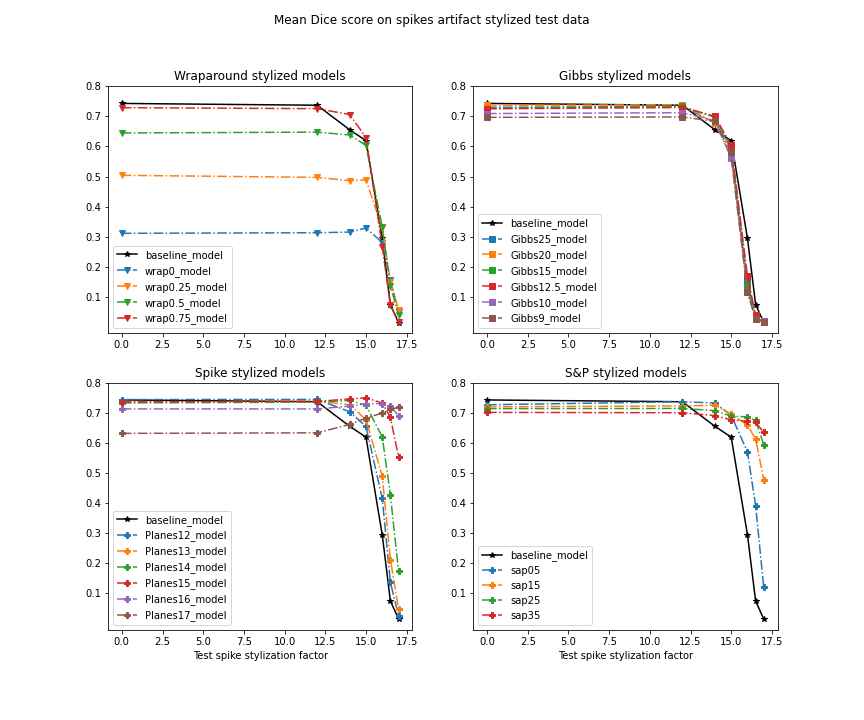 Mean Dice score on spikes artifact stylized test data
Wraparound stylized models
0.8
0.7
0.6
0.5
0.4
0.3
0.2
0.1
baseline_model
wrap0_model
wrap0.25_model
wrap0.5_model
wrap0.75_model
0.0 2.5 5.0 7.5 10.0 12.5 15.0 17.5
Gibbs stylized models
0.8
0.7
0.6
0.5
0.4
0.3
0.2
0.1
baseline_model
Gibbs25_model
Gibbs20_model
Gibbs15_model
Gibbs12.5_model
Gibbs10_model
Gibbs9_model
0.0 2.5 5.0 7.5 10.0 12.5 15.0 17.5
Spike stylized models
0.8
0.7
0.6
0.5
0.4
0.3
0.2
0.1
baseline_model
Planes12_model
Planes13_model
Planes14_model
Planes15_model
Planes16_model
Planes17_model
0.0 2.5 5.0 7.5 10.0 12.5 15.0 17.5
Test spike stylization factor
S&P stylized models
0.8
0.7
0.6
0.5
0.4
0.3
0.2
0.1
baseline_model
sap05
sap15
sap25
sap35
0.0 2.5 5.0 7.5 10.0 12.5 15.0 17.5
Test spike stylization factor